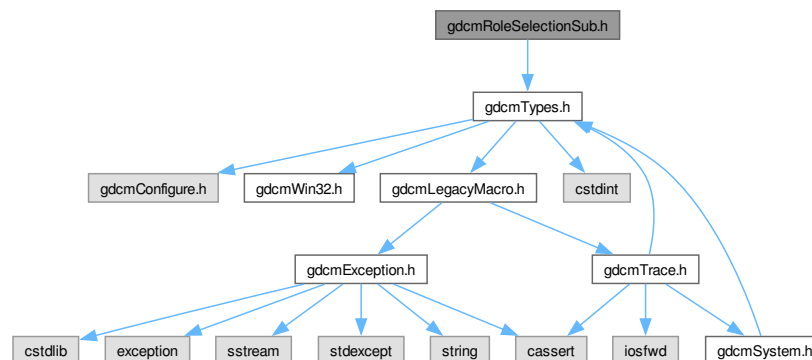 gdcmRoleSelectionSub.h
gdcmTypes.h
gdcmConfigure.h
gdcmWin32.h
gdcmLegacyMacro.h
cstdint
gdcmException.h
gdcmTrace.h
cstdlib
exception
sstream
stdexcept
string
cassert
iosfwd
gdcmSystem.h